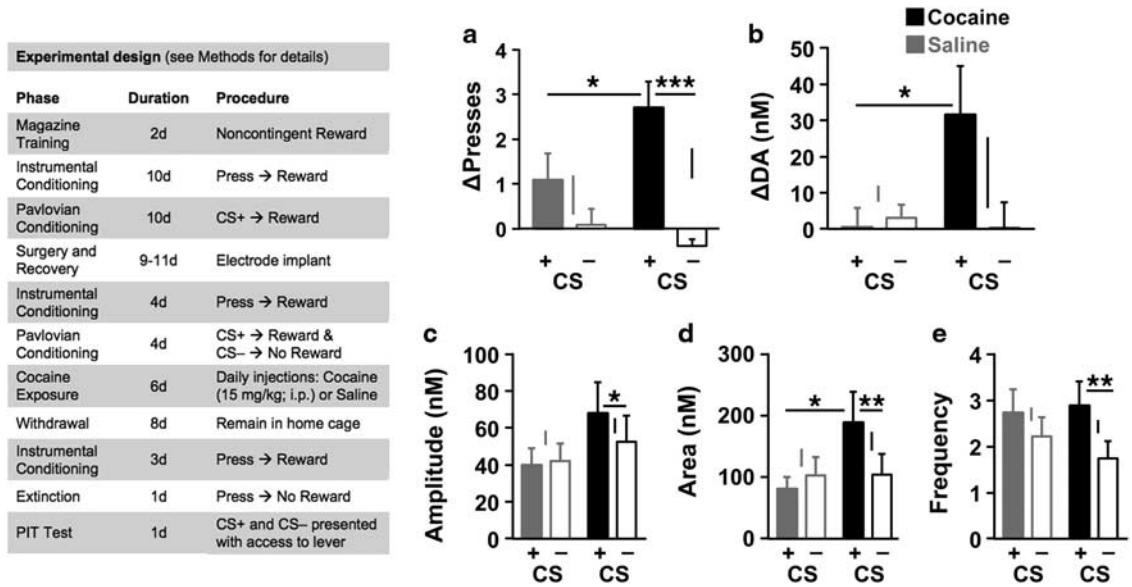 Experimental design (see Methods for details)
Phase Duration Procedure
Magazine
Training 2d Noncontingent Reward
Instrumental
Conditioning 10d Press → Reward
Pavlovian
Conditioning 10d CS+ → Reward
Surgery and
Recovery 9-11d Electrode implant
Instrumental
Conditioning 4d Press → Reward
Pavlovian
Conditioning 4d CS+ → Reward &
CS– → No Reward
Cocaine
Exposure 6d Daily injections: Cocaine
(15 mg/kg; i.p.) or Saline
Withdrawal 8d Remain in home cage
Instrumental
Conditioning 3d Press → Reward
Extinction 1d Press → No Reward
PIT Test 1d CS+ and CS– presented
with access to lever
Cocaine
Saline
a
ΔPresses
4
3
2
1
0
* ***
+ – + –
CS CS
b
ΔDA (nM)
50
40
30
20
10
0
*
+ – + –
CS CS
c
Amplitude (nM)
100
80
60
40
20
0
*
+ – + –
CS CS
d
Area (nM)
300
200
100
0
* **
+ – + –
CS CS
e
Frequency
4
3
2
1
0
**
+ – + –
CS CS